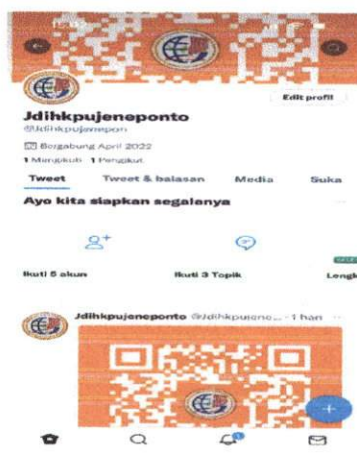 Edit profil
Jdihkpujeneponto
@Jdihkpujenepon
Bergabung April 2022
1 Mengikuti 1 Pengikut
Tweet Tweet & balasan Media Suka
Ayo kita siapkan segalanya
Ikuti 5 akun Ikuti 3 Topik Lengk
Jdihkpujeneponto @Jdihkpujene... · 1 hari